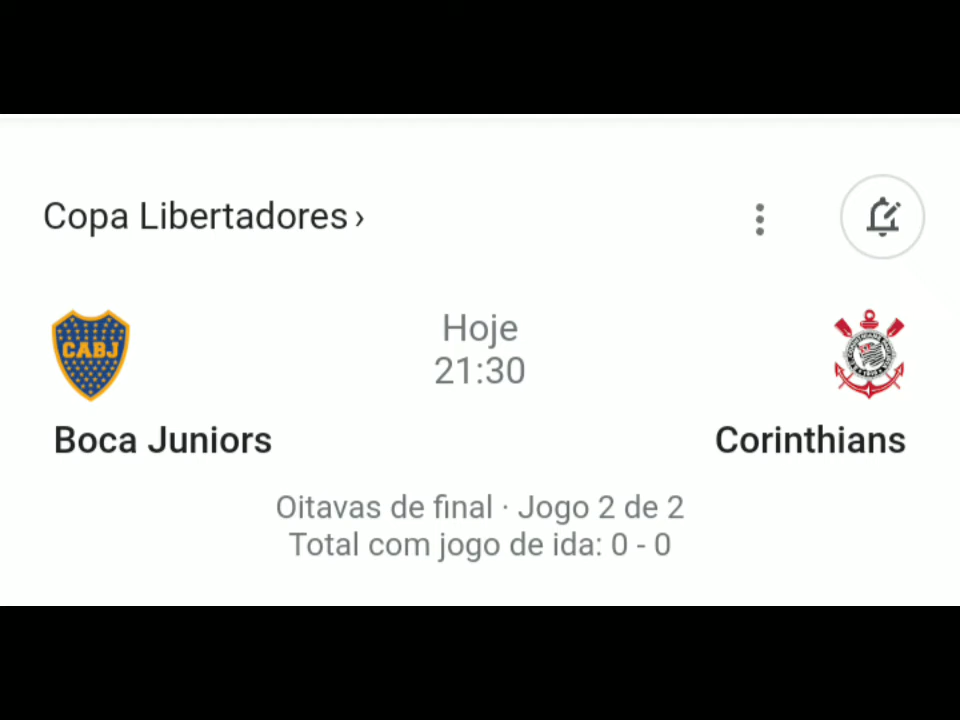 Copa Libertadores ›
CABJ
Hoje
21:30
Boca Juniors
Corinthians
Oitavas de final · Jogo 2 de 2
Total com jogo de ida: 0 - 0